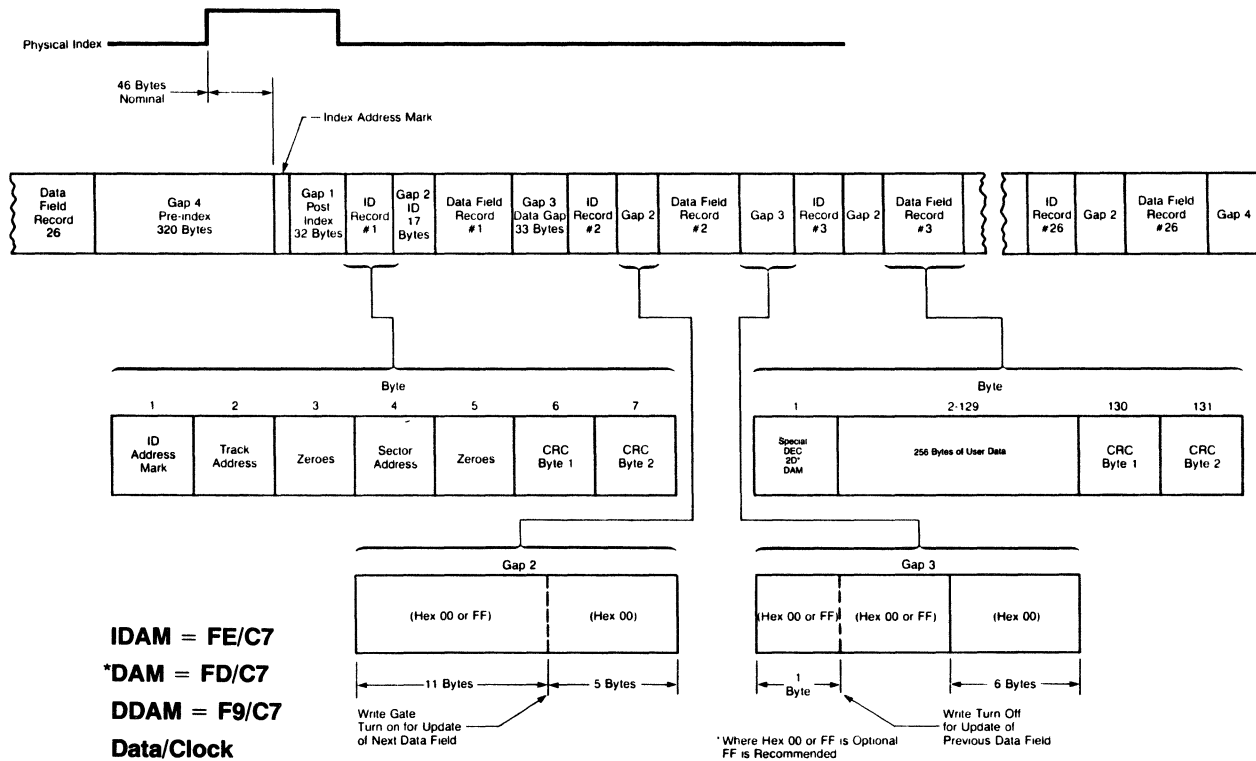 Physical Index
46 Bytes
Nominal
Index Address Mark
Data
Field
Record
26
Gap 4
Pre-index
320 Bytes
Gap 1
Post
Index
32 Bytes
ID
Record
#1
Gap 2
ID
17
Bytes
Data Field
Record
#1
Gap 3
Data Gap
33 Bytes
ID
Record
#2
Gap 2
Data Field
Record
#2
Gap 3
ID
Record
#3
Gap 2
Data Field
Record
#3
ID
Record
#26
Gap 2
Data Field
Record
#26
Gap 4
Byte
1 2 3 4 5 6 7
ID
Address
Mark
Track
Address
Zeroes
Sector
Address
Zeroes
CRC
Byte 1
CRC
Byte 2
Byte
1 2-129 130 131
Special
DEC
2D*
DAM
256 Bytes of User Data
CRC
Byte 1
CRC
Byte 2
Gap 2
(Hex 00 or FF) (Hex 00)
11 Bytes 5 Bytes
Write Gate
Turn on for Update
of Next Data Field
Gap 3
(Hex 00 or FF) (Hex 00 or FF) (Hex 00)
1
Byte
6 Bytes
Write Turn Off
for Update of
Previous Data Field
* Where Hex 00 or FF is Optional
FF is Recommended
IDAM = FE/C7
*DAM = FD/C7
DDAM = F9/C7
Data/Clock